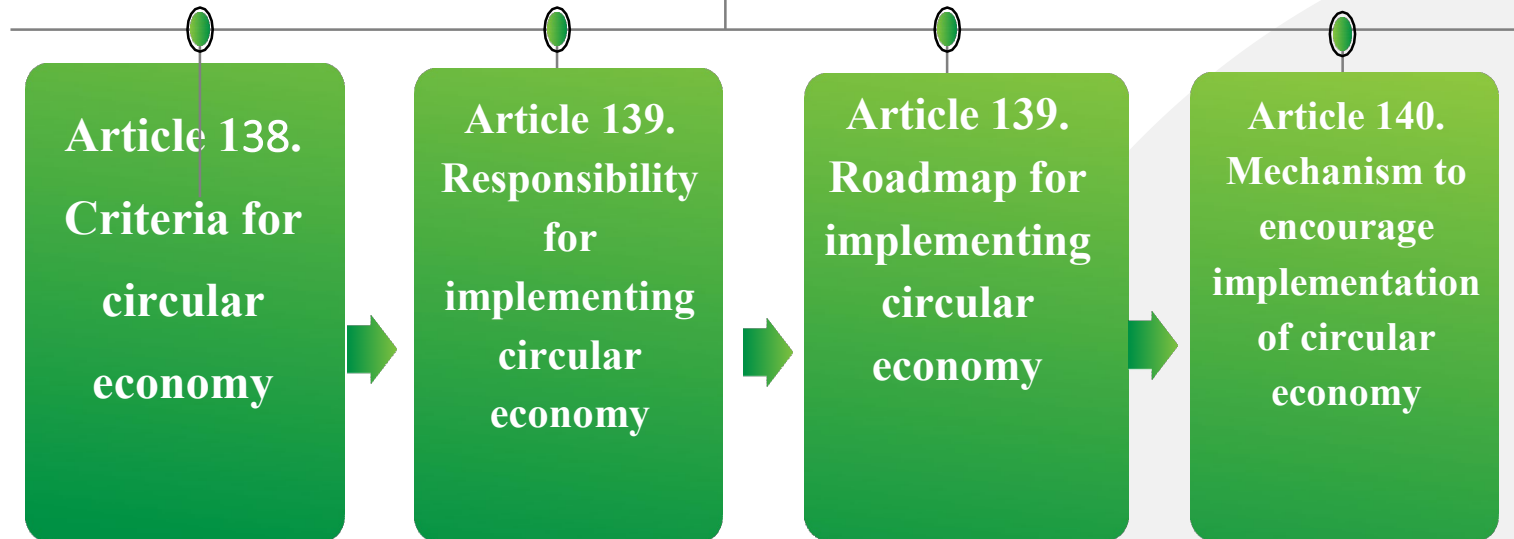 Article 138.
Criteria for
circular
economy
Article 139.
Responsibility
for
implementing
circular
economy
Article 139.
Roadmap for
implementing
circular
economy
Article 140.
Mechanism to
encourage
implementation
of circular
economy